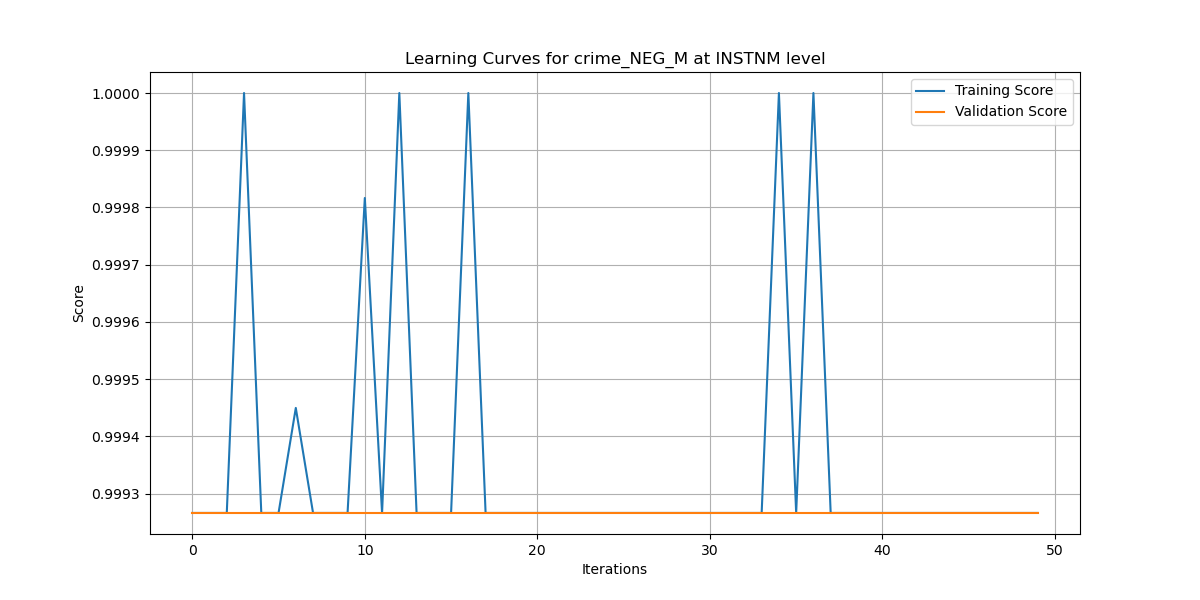 Learning Curves for crime_NEG_M at INSTNM level
Training Score
Validation Score
1.0000
0.9999
0.9998
0.9997
0.9996
0.9995
0.9994
0.9993
Score
0 10 20 30 40 50
Iterations